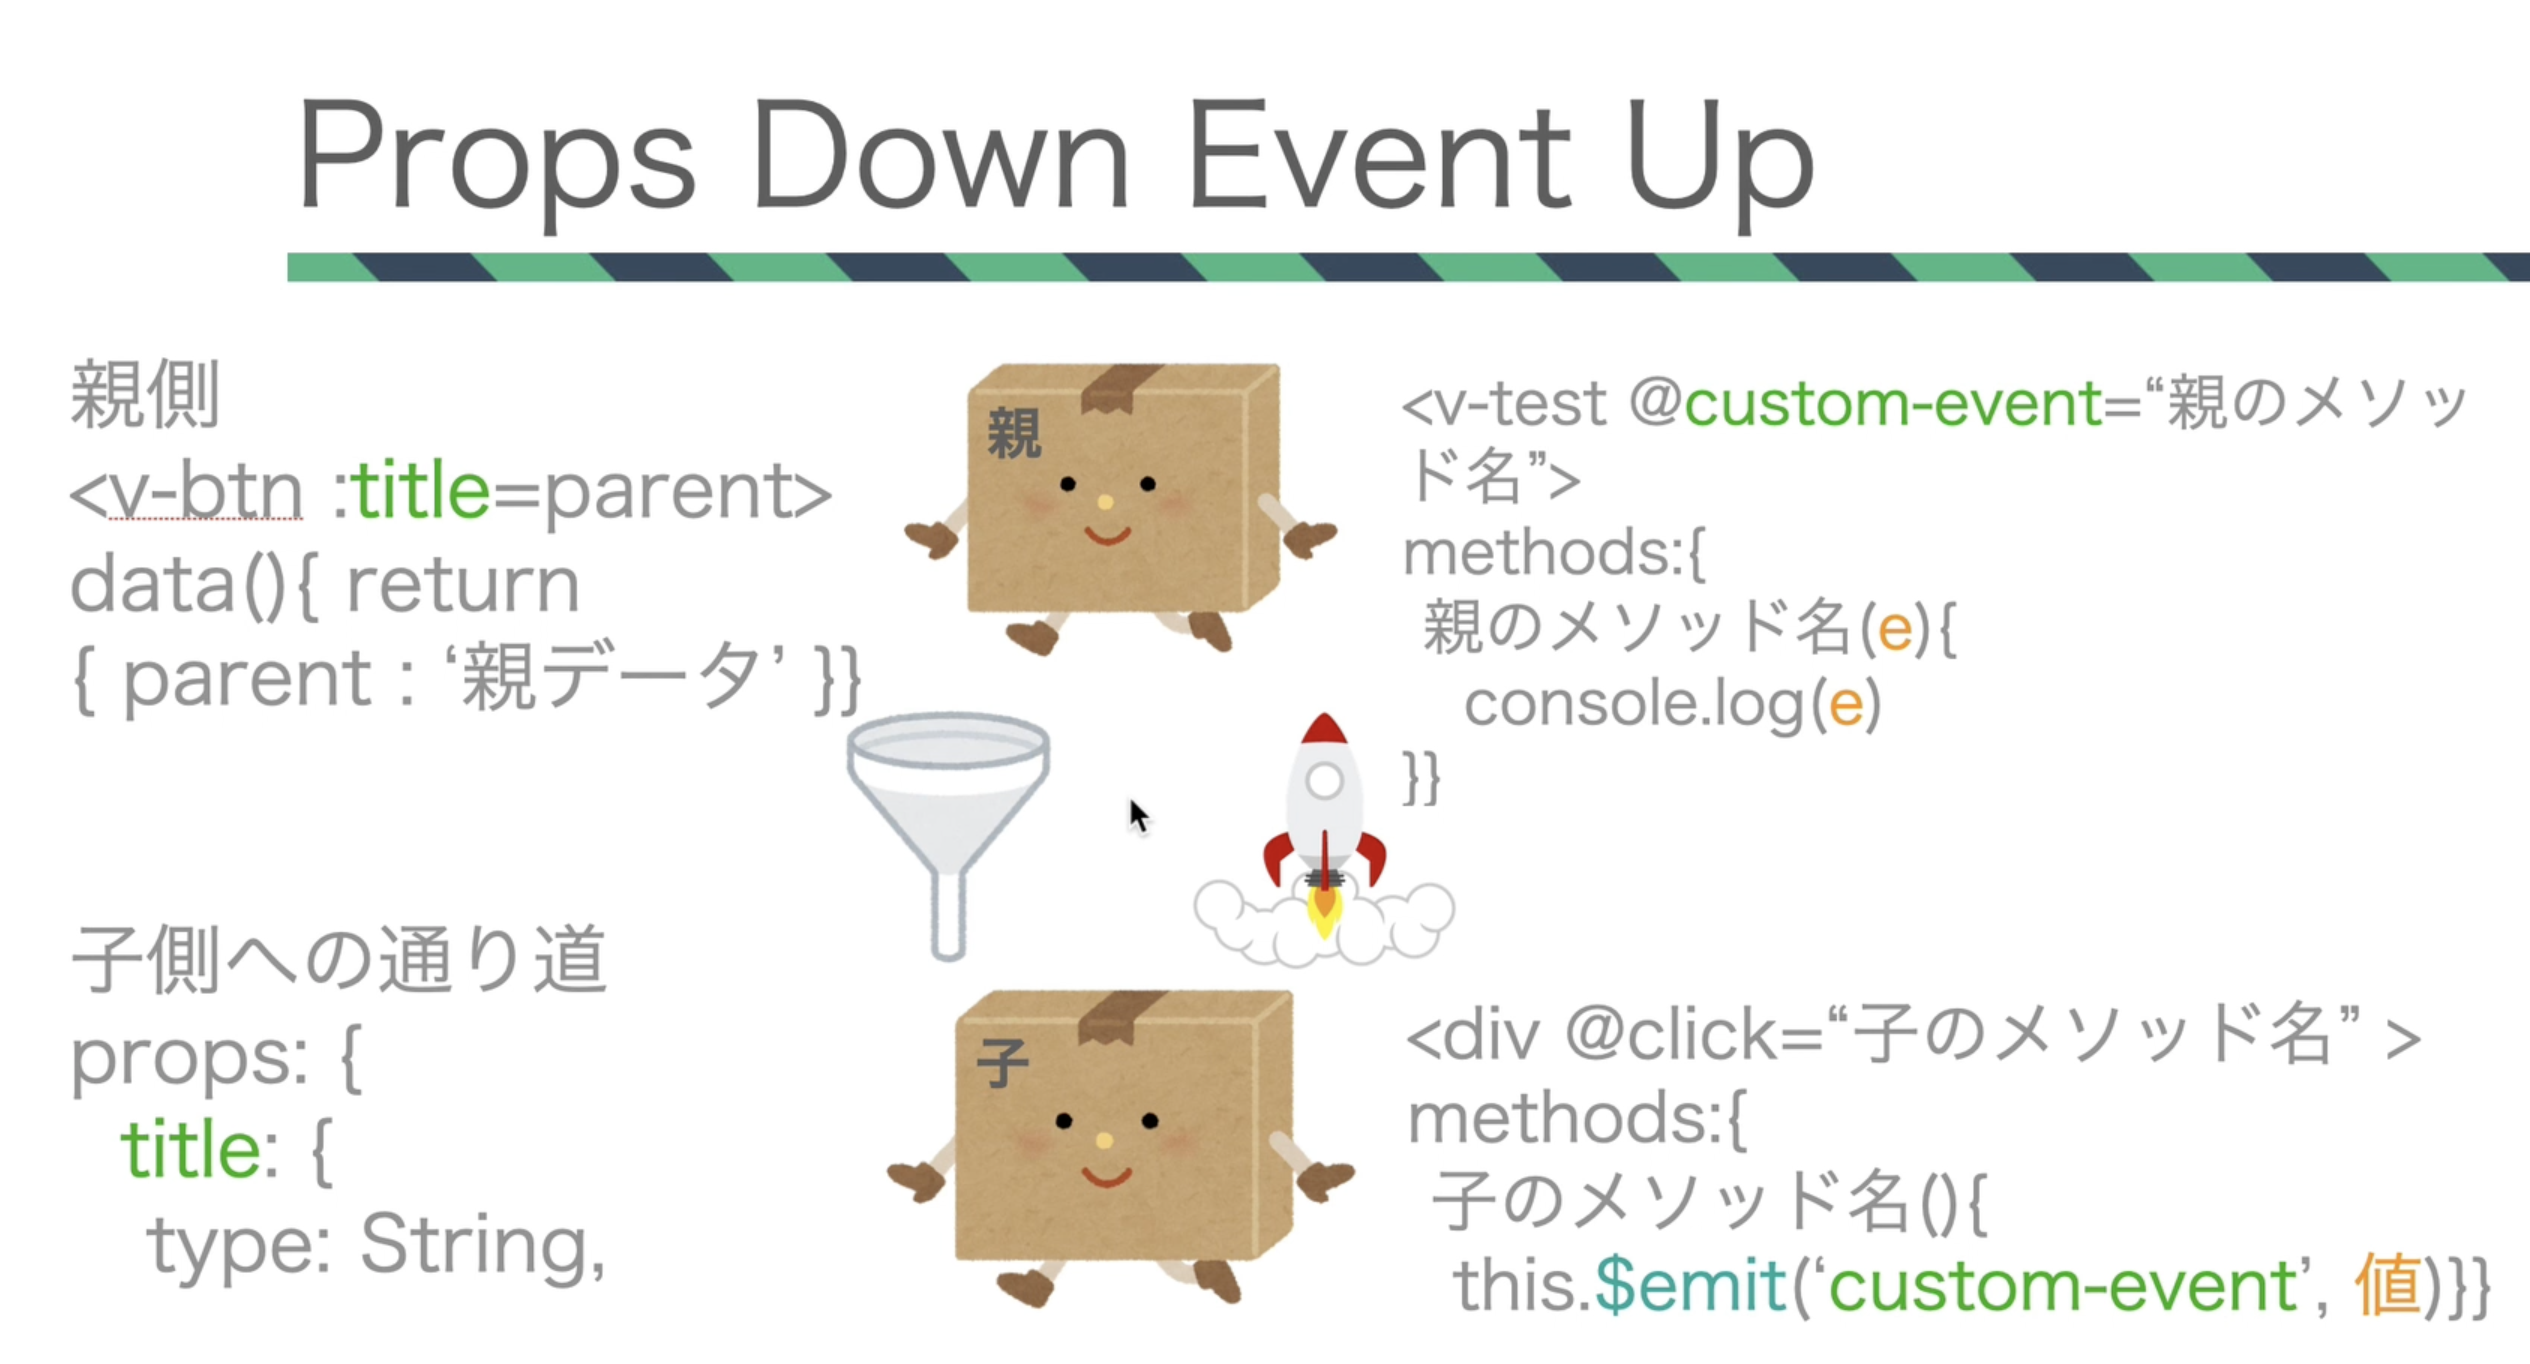 Props Down Event Up
親側
<v-btn :title=parent>
data(){ return
{ parent : ‘親データ’ }}
子側への通り道
props: {
title: {
type: String,
親
子
<v-test @custom-event=“親のメソッ
ド名”>
methods:{
親のメソッド名(e){
console.log(e)
}}
<div @click=“子のメソッド名” >
methods:{
子のメソッド名(){
this.$emit(‘custom-event’, 値)}}